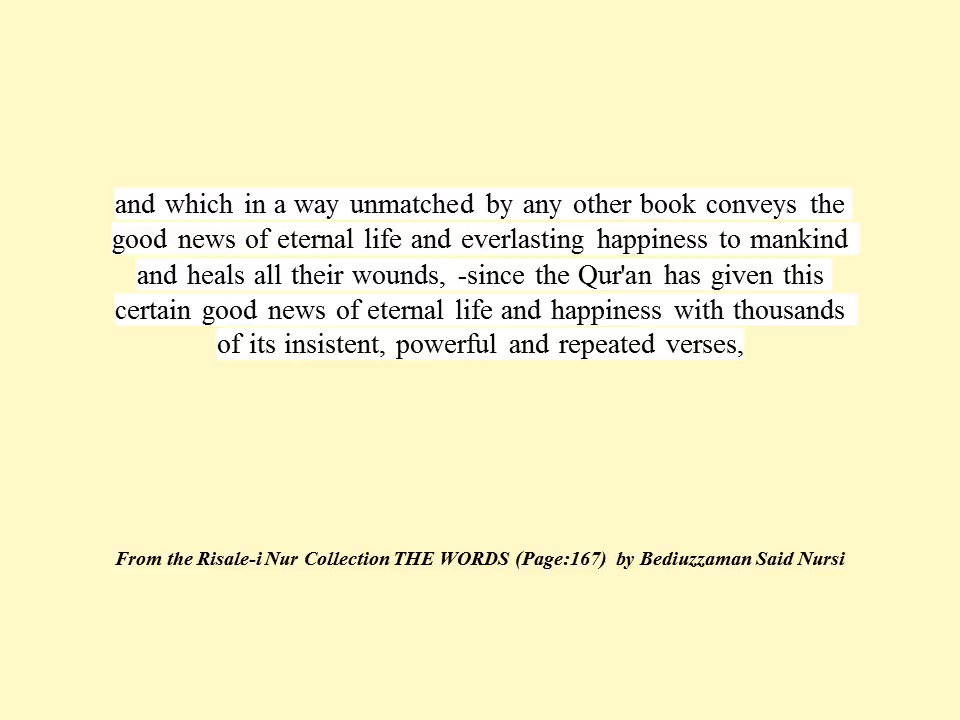 and which in a way unmatched by any other book conveys the
good news of eternal life and everlasting happiness to mankind
and heals all their wounds, -since the Qur'an has given this
certain good news of eternal life and happiness with thousands
of its insistent, powerful and repeated verses,
From the Risale-i Nur Collection THE WORDS (Page:167) by Bediuzzaman Said Nursi